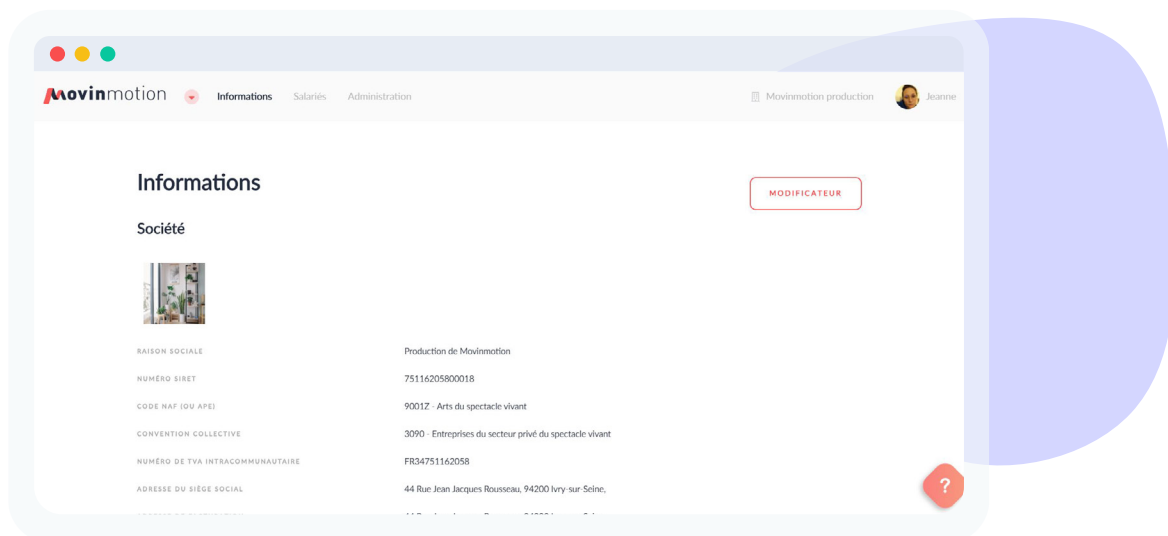 Movinmotion
Informations Salariés Administration
Movinmotion production Jeanne
Informations
MODIFICATEUR
Société
RAISON SOCIALE Production de Movinmotion
NUMÉRO SIRET 75116205800018
CODE NAF (OU APE) 9001Z - Arts du spectacle vivant
CONVENTION COLLECTIVE 3090 - Entreprises du secteur privé du spectacle vivant
NUMÉRO DE TVA INTRACOMMUNAUTAIRE FR34751162058
ADRESSE DU SIÈGE SOCIAL 44 Rue Jean Jacques Rousseau, 94200 Ivry-sur-Seine,
?